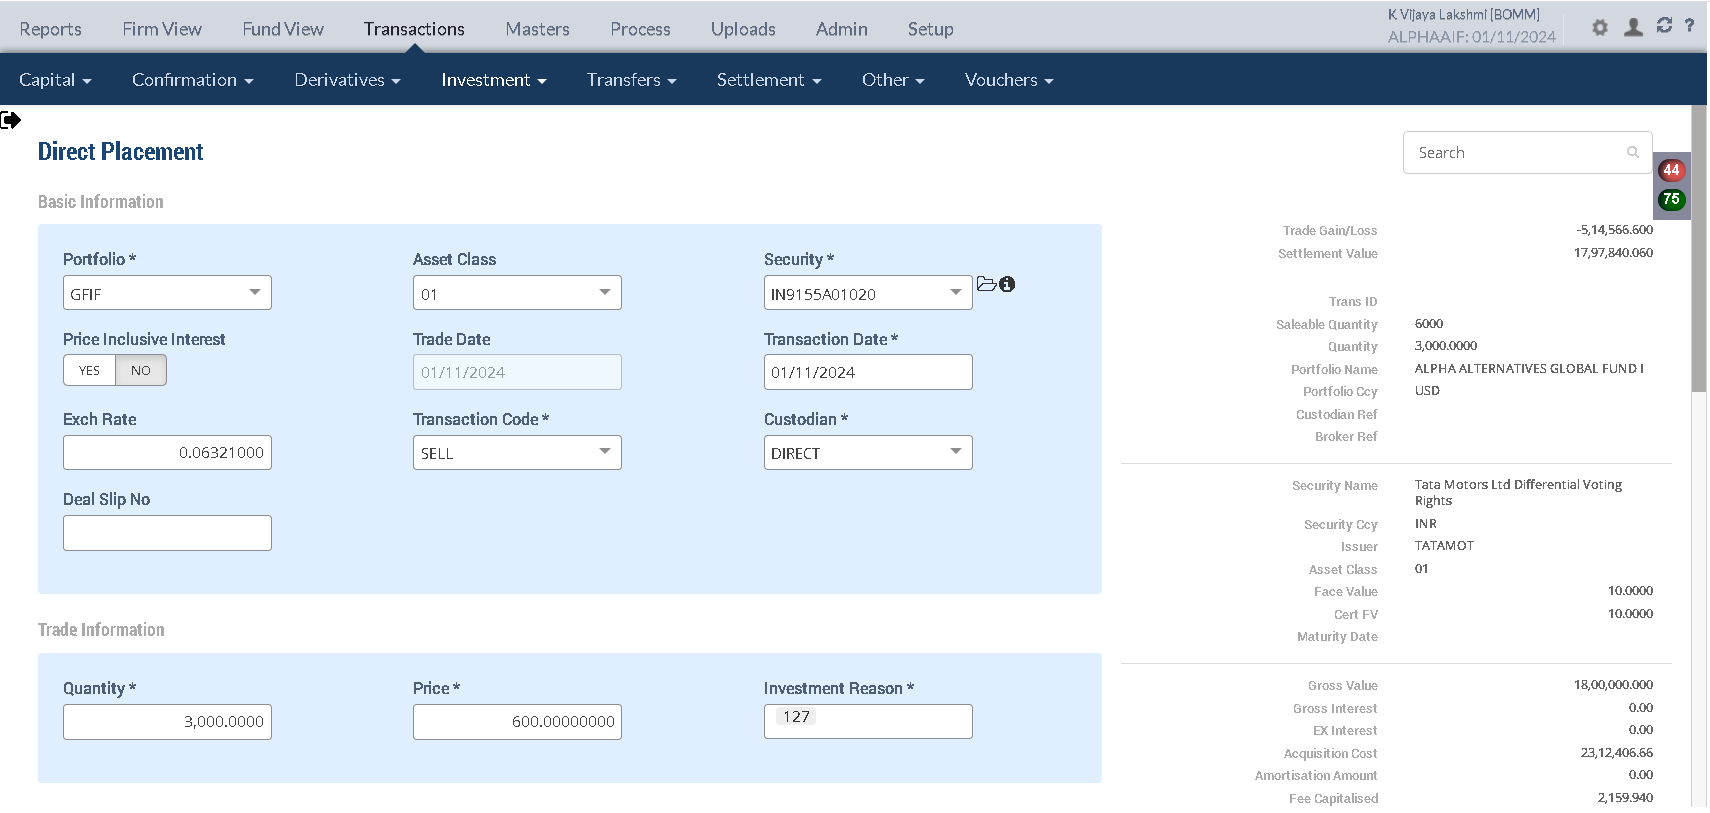 Reports Firm View Fund View Transactions Masters Process Uploads Admin Setup
K Vijaya Lakshmi [BOMM]
ALPHAAIF: 01/11/2024
?
Capital Confirmation Derivatives Investment Transfers Settlement Other Vouchers
Direct Placement
Search
44
75
Basic Information
Portfolio * Asset Class Security *
GFIF 01 IN9155A01020
Price Inclusive Interest Trade Date Transaction Date *
YES NO 01/11/2024 01/11/2024
Exch Rate Transaction Code * Custodian *
0.06321000 SELL DIRECT
Deal Slip No
Trade Information
Quantity * Price * Investment Reason *
3,000.0000 600.00000000 127
Trade Gain/Loss -5,14,566.600
Settlement Value 17,97,840.060
Trans ID
Saleable Quantity 6000
Quantity 3,000.0000
Portfolio Name ALPHA ALTERNATIVES GLOBAL FUND I
Portfolio Ccy USD
Custodian Ref
Broker Ref
Security Name Tata Motors Ltd Differential Voting
Rights
Security Ccy INR
Issuer TATAMOT
Asset Class 01
Face Value 10.0000
Cert FV 10.0000
Maturity Date
Gross Value 18,00,000.000
Gross Interest 0.00
EX Interest 0.00
Acquisition Cost 23,12,406.66
Amortisation Amount 0.00
Fee Capitalised 2,159.940